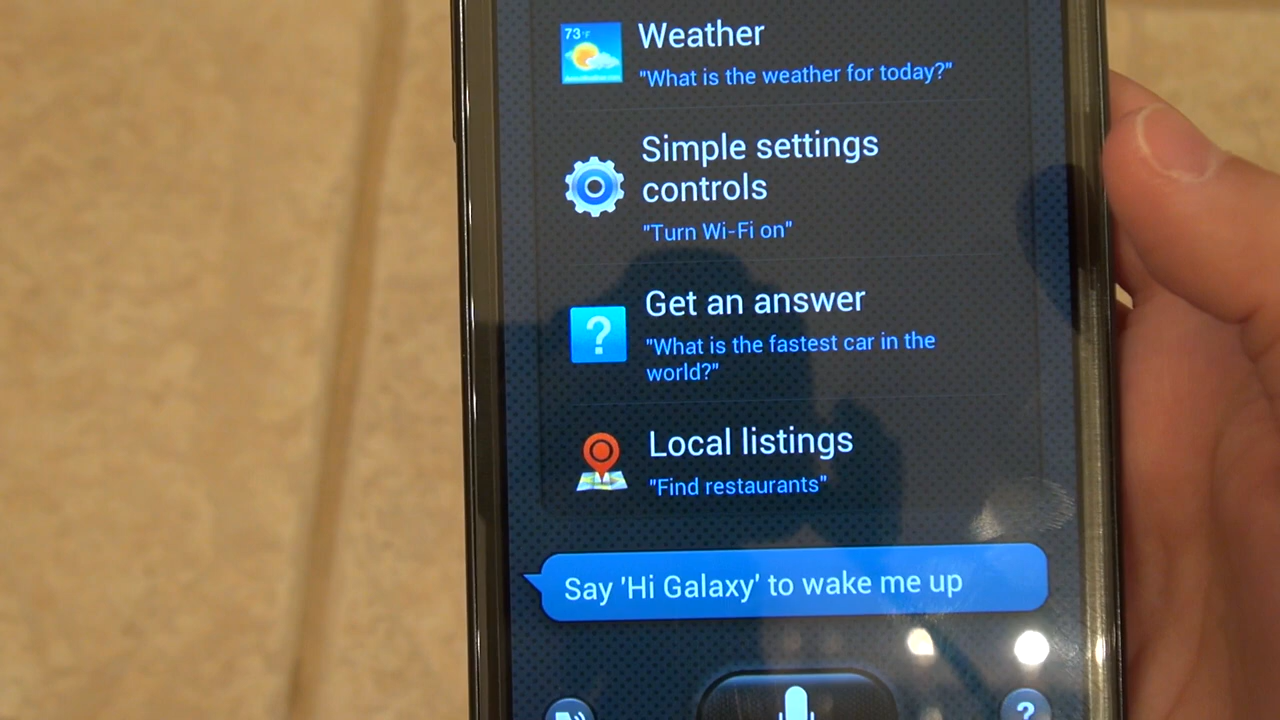 73°F
Weather
"What is the weather for today?"
Simple settings
controls
"Turn Wi-Fi on"
?
Get an answer
"What is the fastest car in the
world?"
Local listings
"Find restaurants"
Say 'Hi Galaxy' to wake me up
?